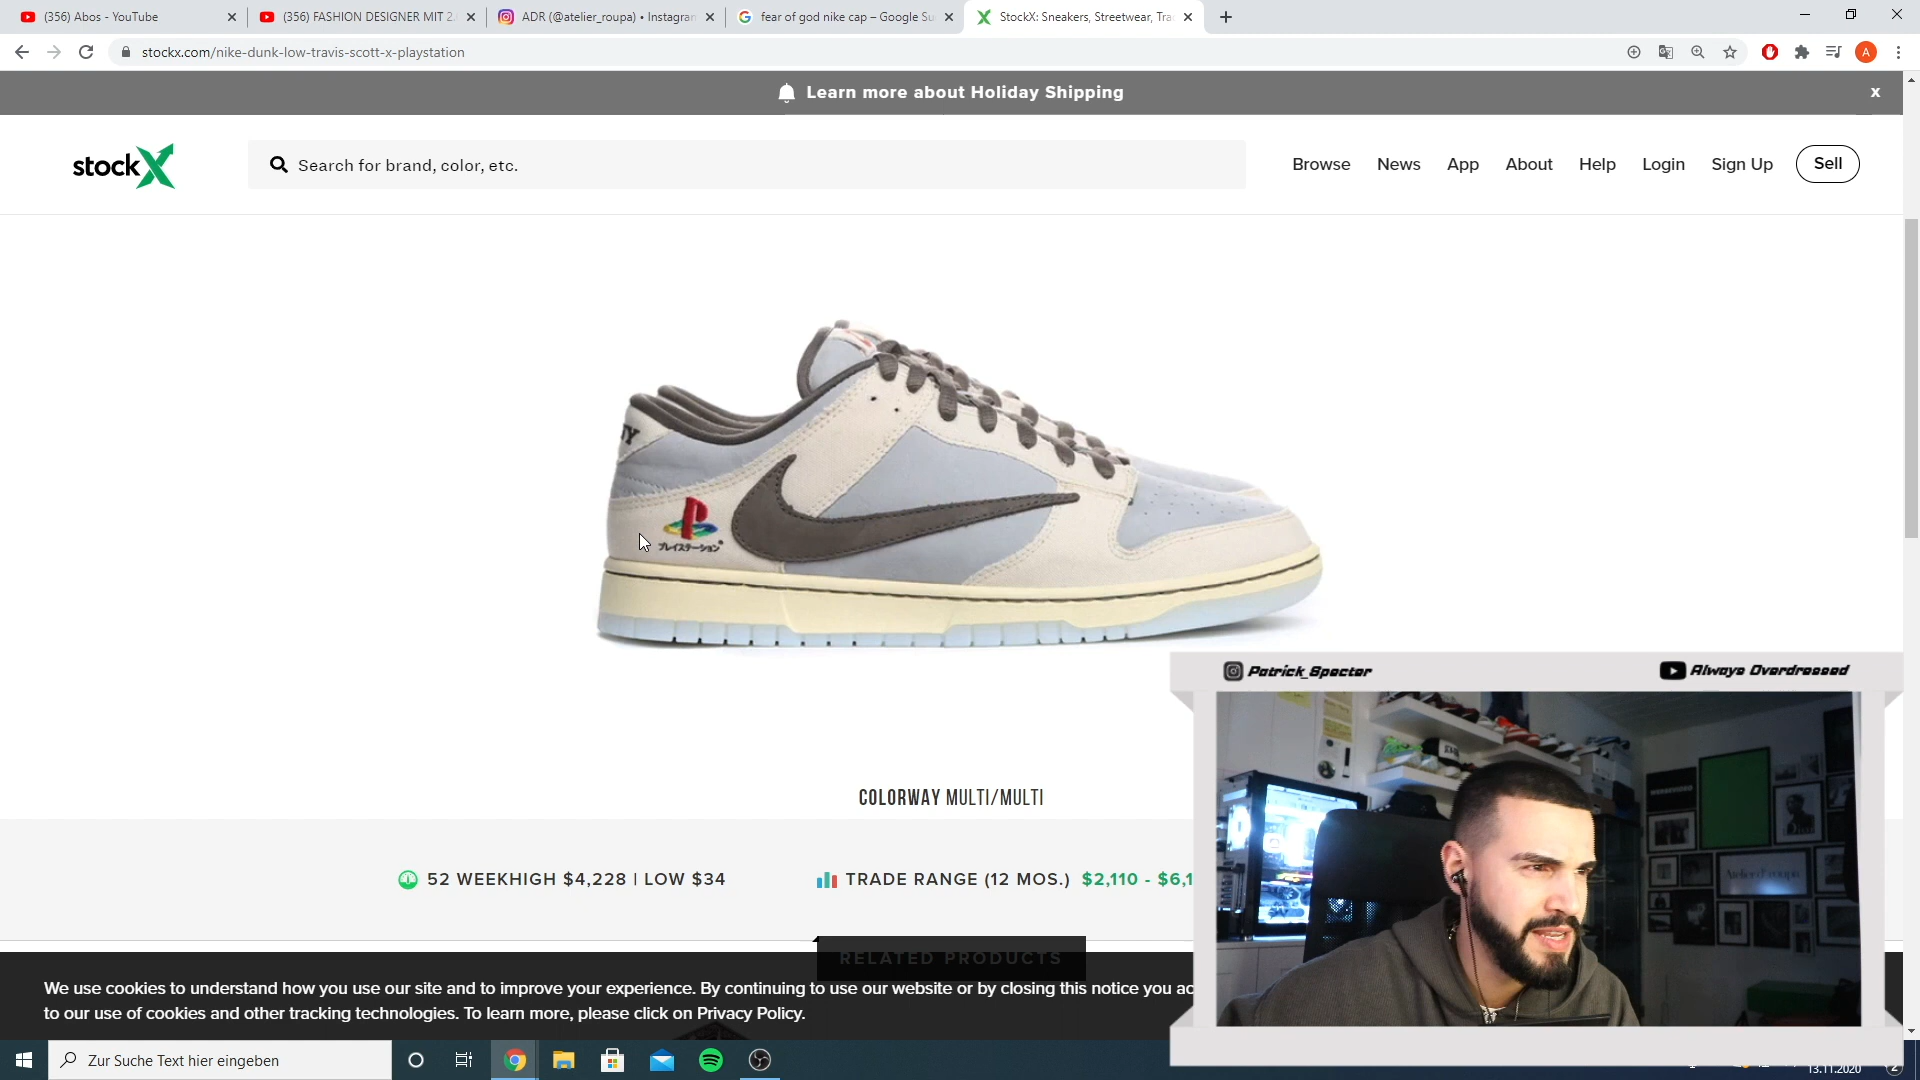 (356) Abos - YouTube
(356) FASHION DESIGNER MIT 2.
ADR (@atelier_roupa) • Instagram
fear of god nike cap – Google Su
StockX: Sneakers, Streetwear, Tra
stockx.com/nike-dunk-low-travis-scott-x-playstation
A
Learn more about Holiday Shipping
x
stockX
Search for brand, color, etc.
Browse
News
App
About
Help
Login
Sign Up
Sell
プレイステーション
Patrick_Specter
Always Overdressed
COLORWAY MULTI/MULTI
52 WEEKHIGH $4,228 | LOW $34
TRADE RANGE (12 MOS.) $2,110 - $6,1
RELATED PRODUCTS
We use cookies to understand how you use our site and to improve your experience. By continuing to use our website or by closing this notice you ac
to our use of cookies and other tracking technologies. To learn more, please click on Privacy Policy.
Zur Suche Text hier eingeben
13.11.2020
2